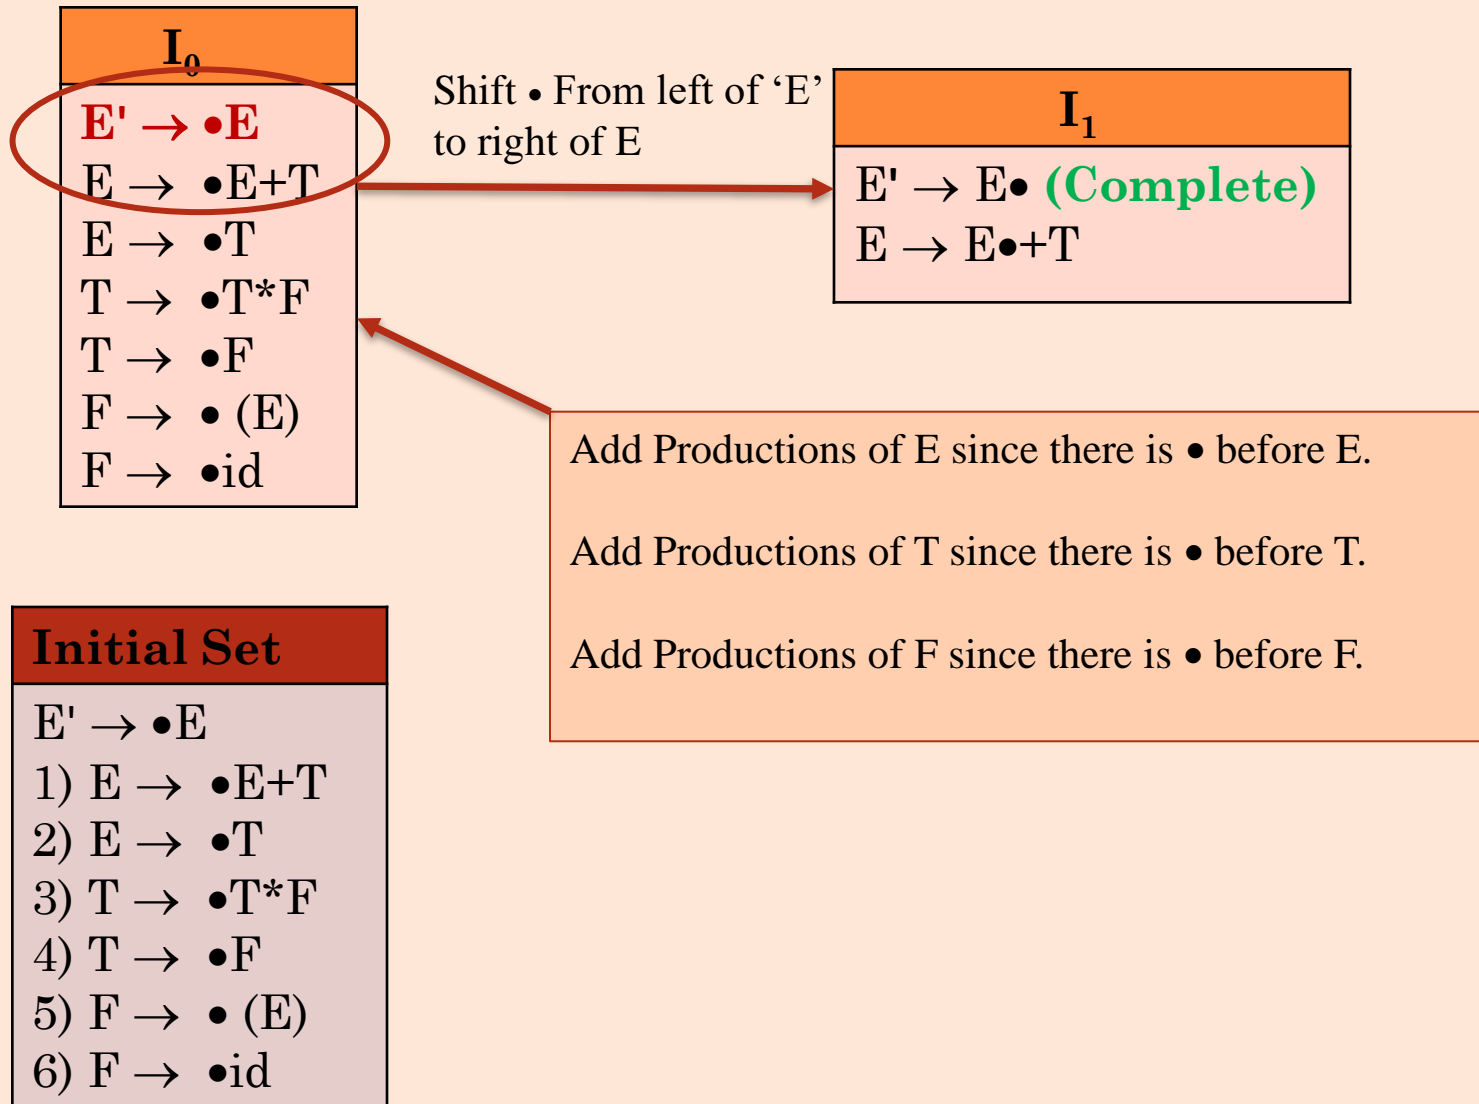 I₀
E' → •E
E → •E+T
E → •T
T → •T*F
T → •F
F → • (E)
F → •id
Shift • From left of ‘E’
to right of E
I₁
E' → E• (Complete)
E → E•+T
Add Productions of E since there is • before E.
Add Productions of T since there is • before T.
Add Productions of F since there is • before F.
Initial Set
E' → •E
1) E → •E+T
2) E → •T
3) T → •T*F
4) T → •F
5) F → • (E)
6) F → •id